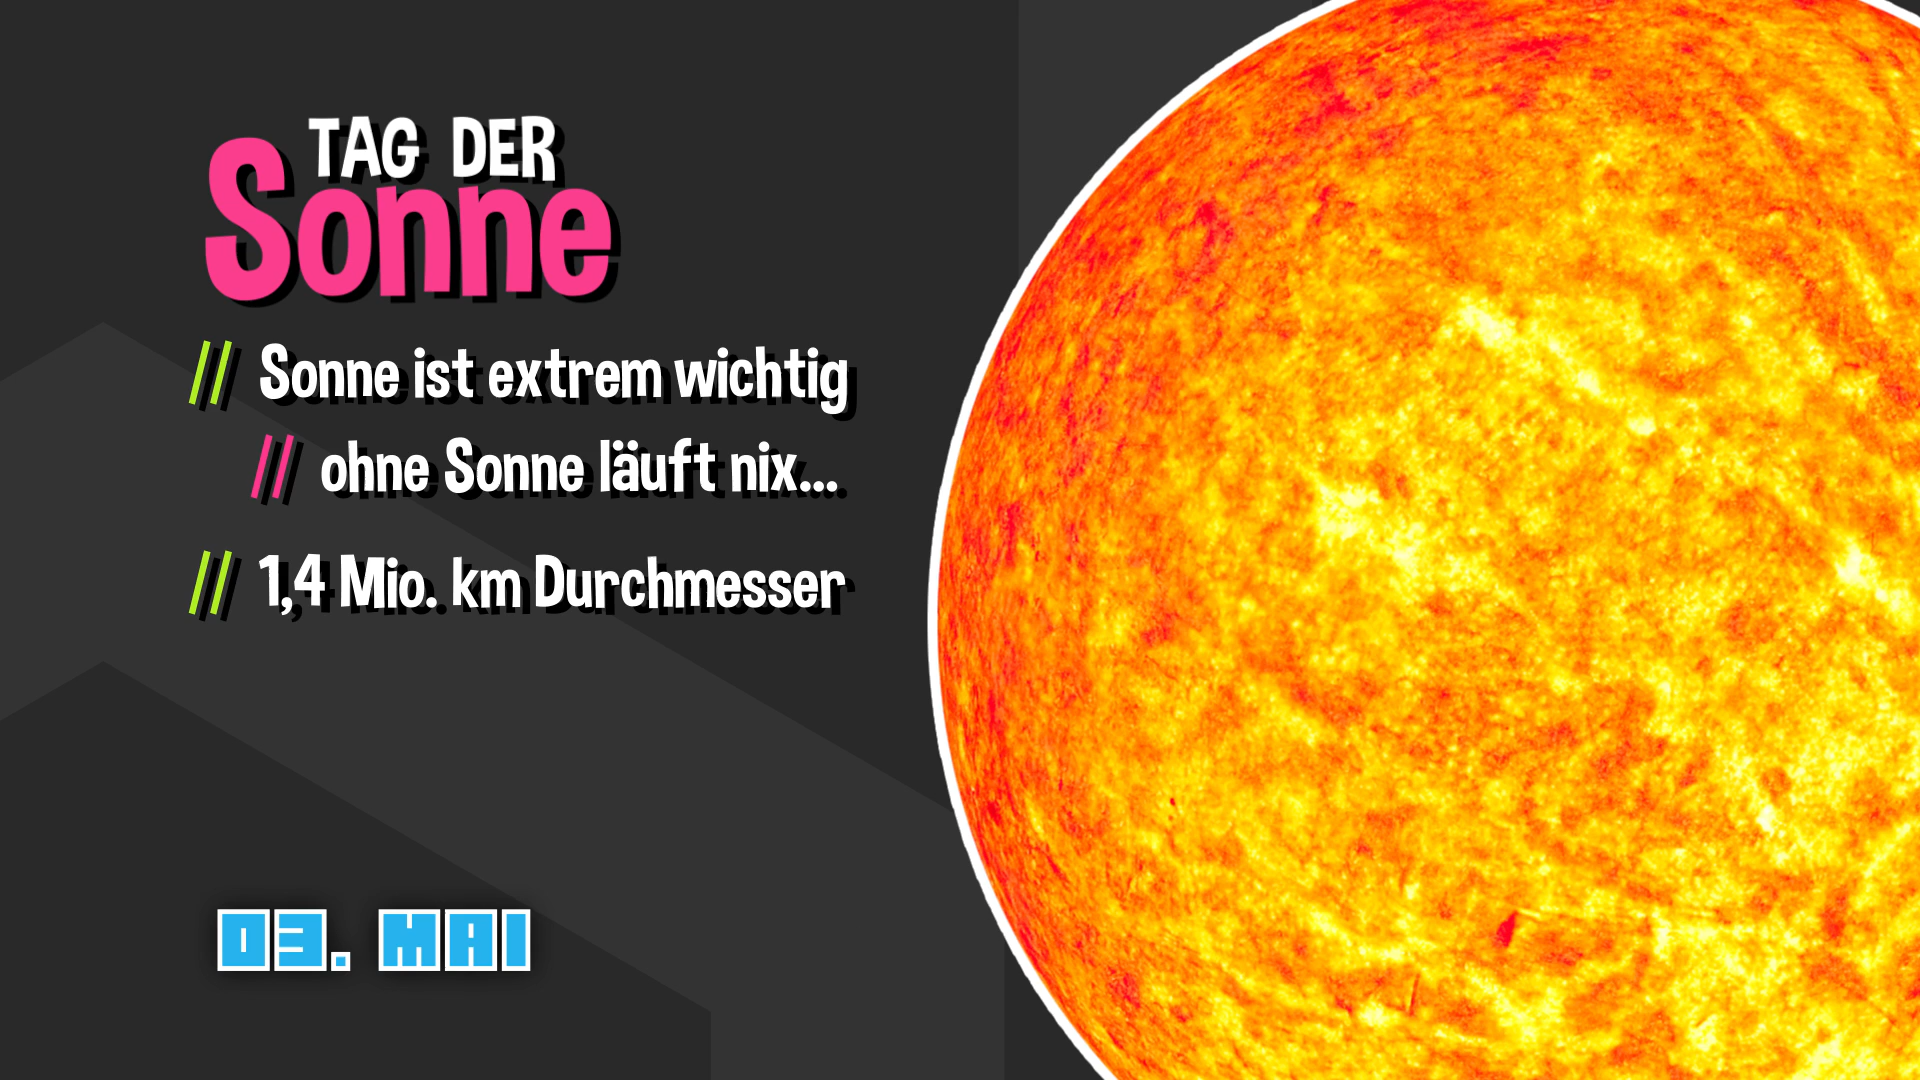 TAG DER
Sonne
// Sonne ist extrem wichtig
// ohne Sonne läuft nix...
// 1,4 Mio. km Durchmesser
03. MAI